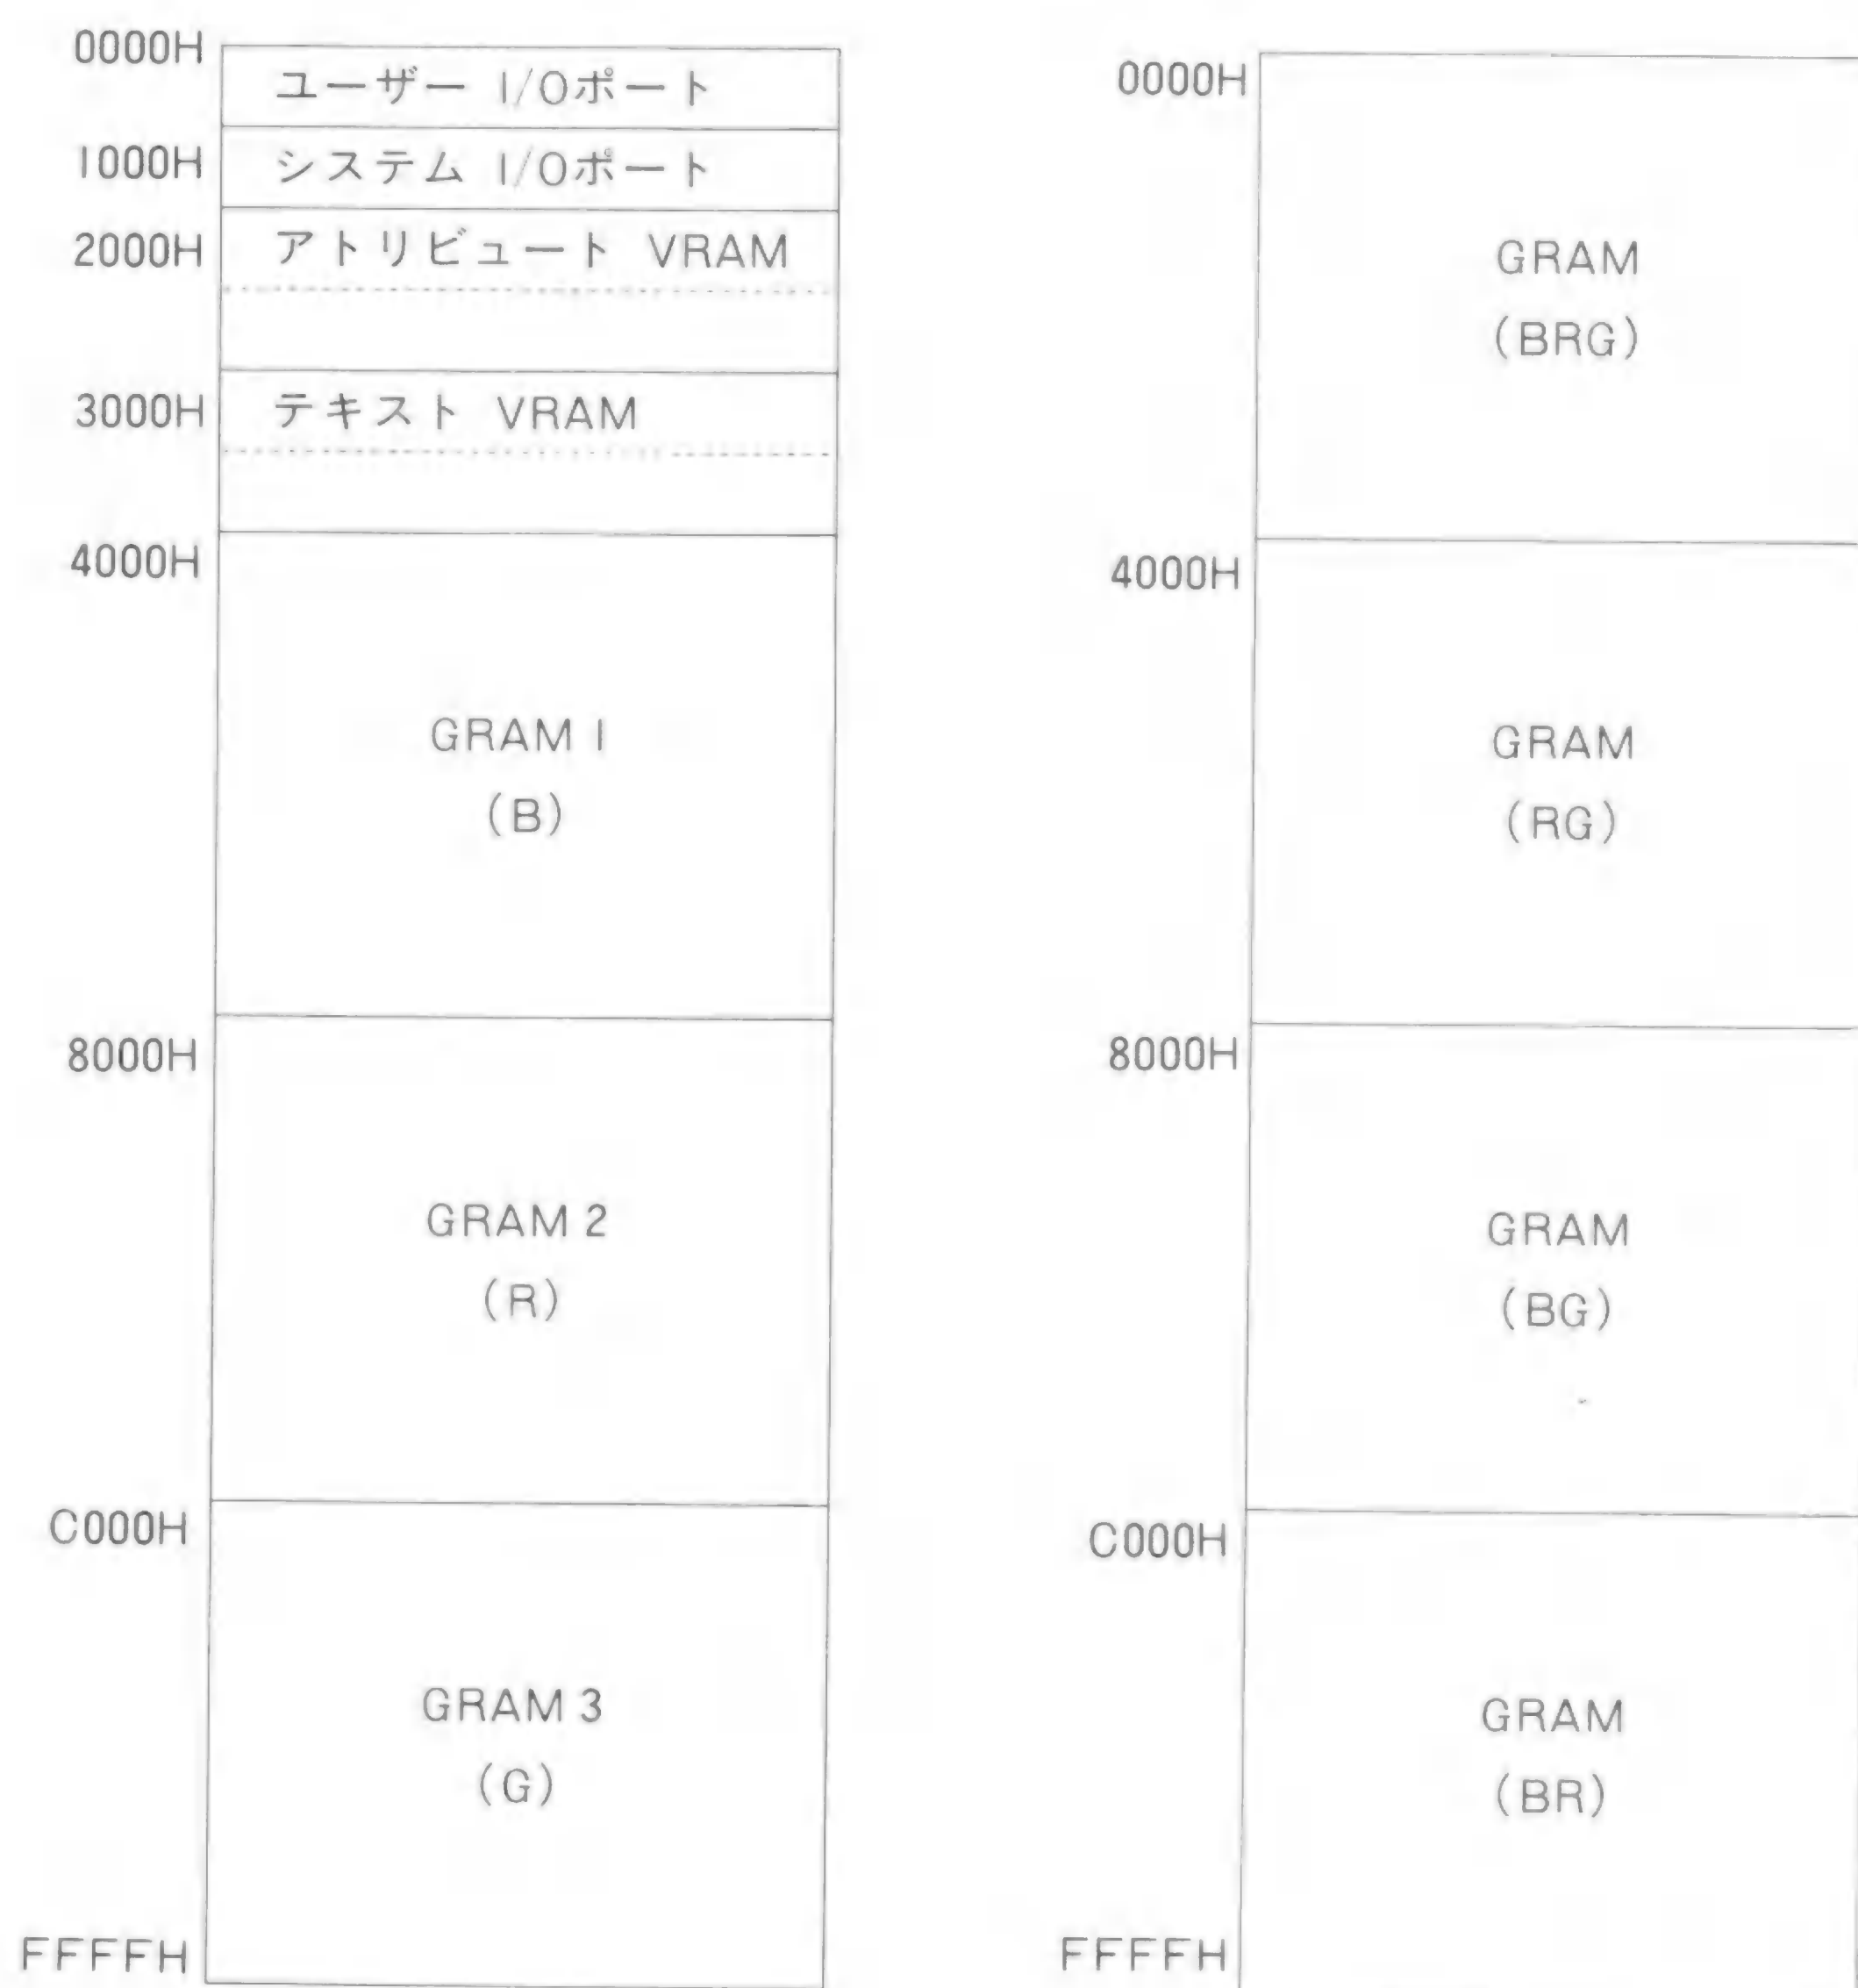 0000H
ユーザー I/Oポート
1000H
システム I/Oポート
2000H
アトリビュート VRAM
3000H
テキスト VRAM
4000H
GRAM 1
(B)
8000H
GRAM 2
(R)
C000H
GRAM 3
(G)
FFFFH
0000H
GRAM
(BRG)
4000H
GRAM
(RG)
8000H
GRAM
(BG)
C000H
GRAM
(BR)
FFFFH